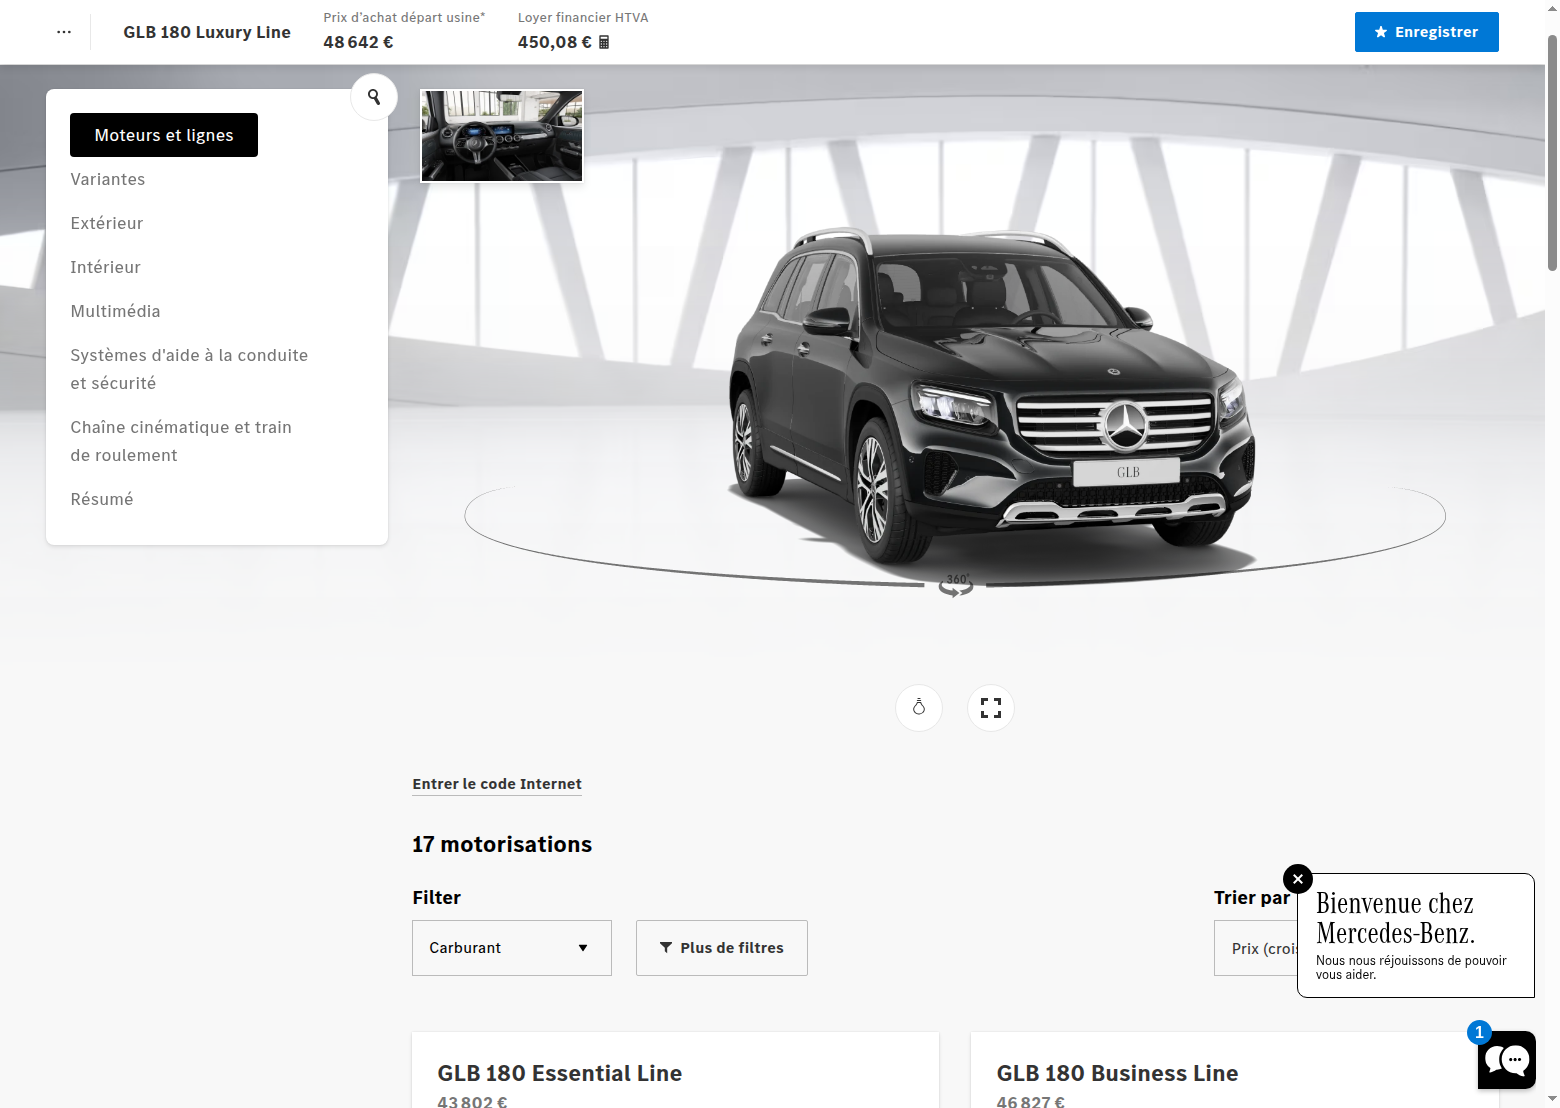 GLB 180 Luxury Line
Prix d'achat départ usine*
48 642 €
Loyer financier HTVA
450,08 €
Enregistrer
Moteurs et lignes
Variantes
Extérieur
Intérieur
Multimédia
Systèmes d'aide à la conduite
et sécurité
Chaîne cinématique et train
de roulement
Résumé
GLB
360°
Entrer le code Internet
17 motorisations
Filter
Trier par
Carburant
Plus de filtres
Prix (crois
Bienvenue chez
Mercedes-Benz.
Nous nous réjouissons de pouvoir
vous aider.
1
GLB 180 Essential Line
43 802 €
GLB 180 Business Line
46 827 €